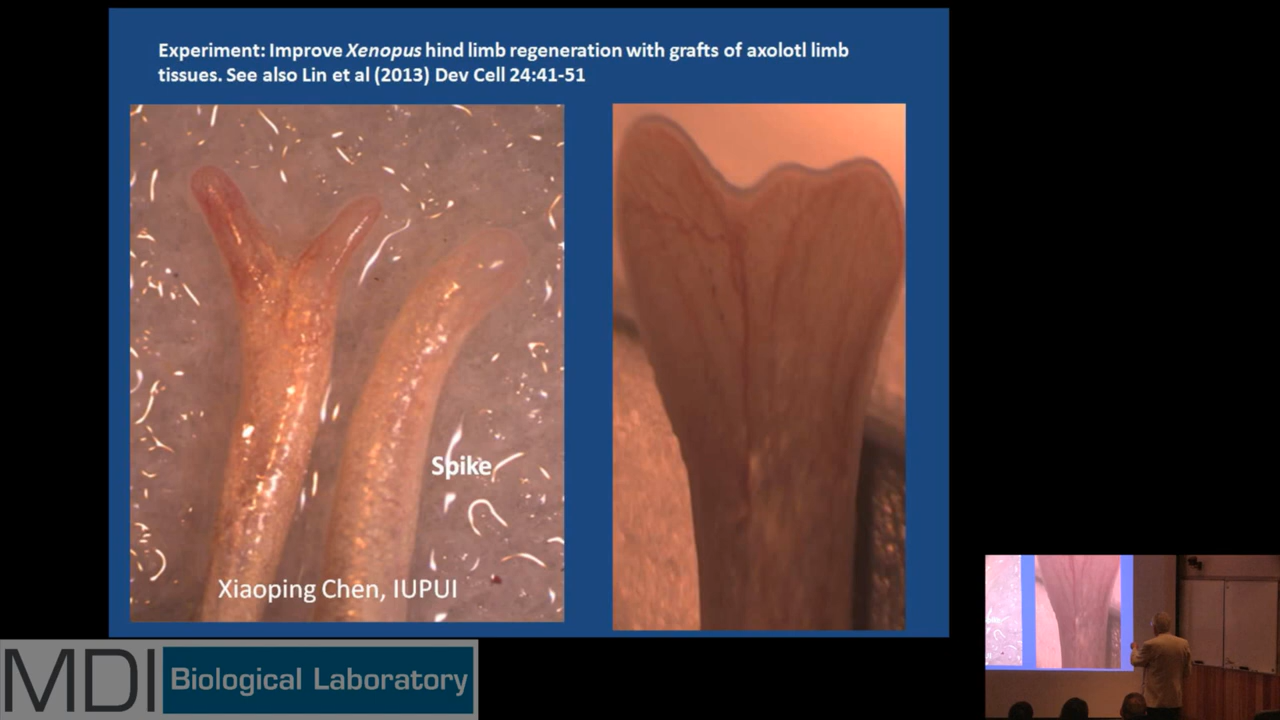 Experiment: Improve Xenopus hind limb regeneration with grafts of axolotl limb
tissues. See also Lin et al (2013) Dev Cell 24:41-51
Spike
Xiaoping Chen, IUPUI
MDI Biological Laboratory